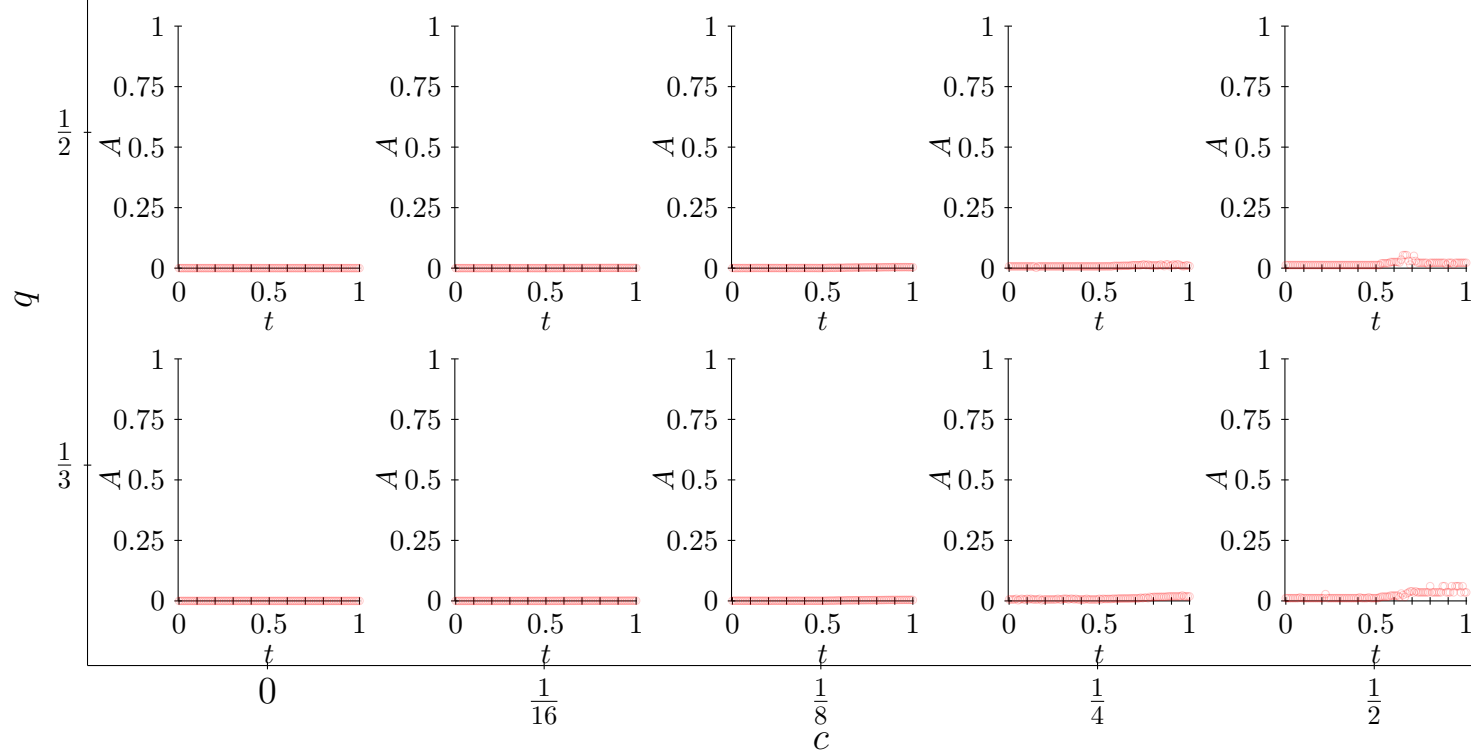 1 1 1 1 1
0.75 0.75 0.75 0.75 0.75
1/2 A 0.5 A 0.5 A 0.5 A 0.5 A 0.5
0.25 0.25 0.25 0.25 0.25
0 0 0 0 0
0 0.5 1 0 0.5 1 0 0.5 1 0 0.5 1 0 0.5 1
q
t t t t t
1 1 1 1 1
0.75 0.75 0.75 0.75 0.75
1/3 A 0.5 A 0.5 A 0.5 A 0.5 A 0.5
0.25 0.25 0.25 0.25 0.25
0 0 0 0 0
0 0.5 1 0 0.5 1 0 0.5 1 0 0.5 1 0 0.5 1
t t t t t
0 1/16 1/8 1/4 1/2
c